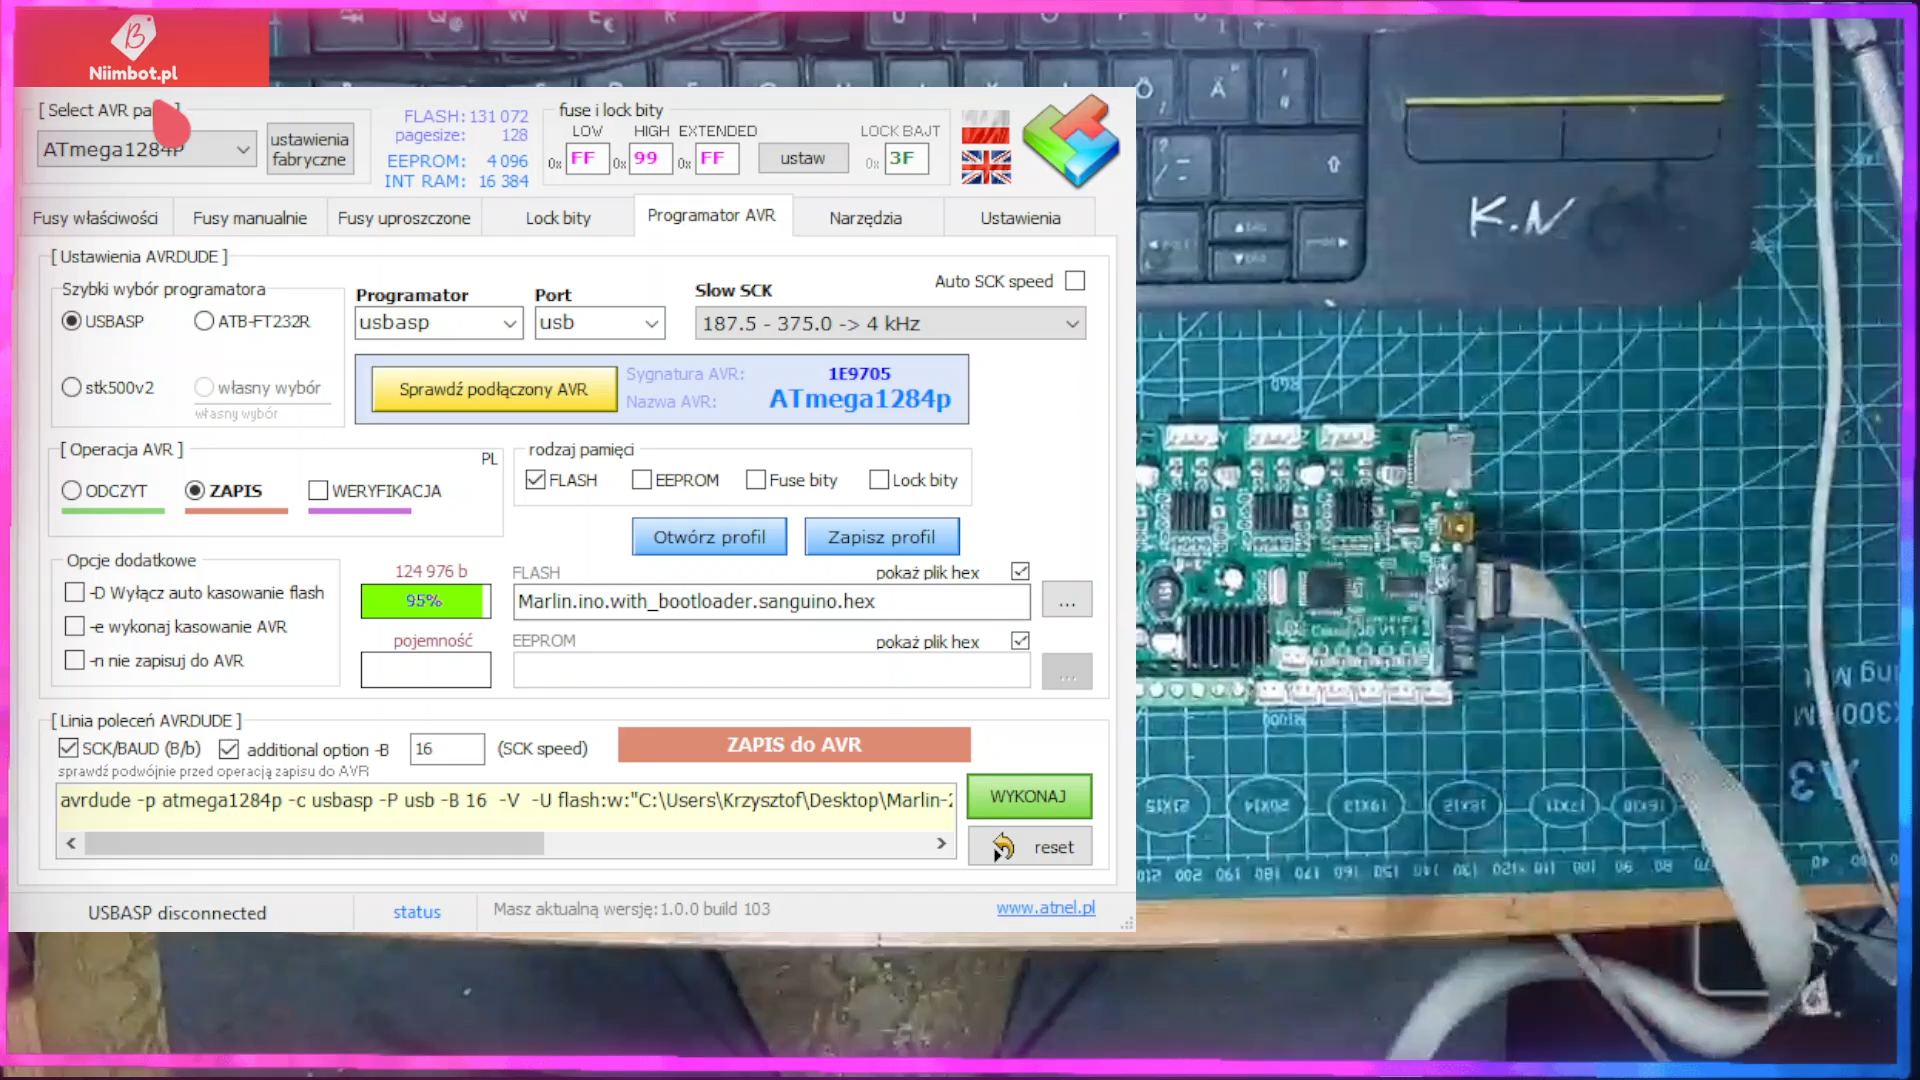 Niimbot.pl
[ Select AVR pa ]
ATmega1284P
ustawienia
fabryczne
FLASH: 131 072
pagesize: 128
EEPROM: 4 096
INT RAM: 16 384
fuse i lock bity
LOW HIGH EXTENDED LOCK BAJT
0x FF 0x 99 0x FF ustaw 0x 3F
Fusy właściwości Fusy manualnie Fusy uproszczone Lock bity Programator AVR Narzędzia Ustawienia
[ Ustawienia AVRDUDE ]
Szybki wybór programatora
USBASP ATB-FT232R
stk500v2 własny wybór
własny wybór
Programator Port Slow SCK Auto SCK speed
usbasp usb 187.5 - 375.0 -> 4 kHz
Sprawdź podłączony AVR
Sygnatura AVR: 1E9705
Nazwa AVR: ATmega1284p
[ Operacja AVR ] PL
ODCZYT ZAPIS WERYFIKACJA
rodzaj pamięci
FLASH EEPROM Fuse bity Lock bity
Otwórz profil Zapisz profil
Opcje dodatkowe
-D Wyłącz auto kasowanie flash
-e wykonaj kasowanie AVR
-n nie zapisuj do AVR
124 976 b FLASH pokaż plik hex
95% Marlin.ino.with_bootloader.sanguino.hex ...
pojemność EEPROM pokaż plik hex
...
[ Linia poleceń AVRDUDE ]
SCK/BAUD (B/b) additional option -B 16 (SCK speed) ZAPIS do AVR
sprawdź podwójnie przed operacją zapisu do AVR
avrdude -p atmega1284p -c usbasp -P usb -B 16 -V -U flash:w:"C:\Users\Krzysztof\Desktop\Marlin-2
WYKONAJ
reset
USBASP disconnected status Masz aktualną wersję:1.0.0 build 103 www.atnel.pl
K.N
A3